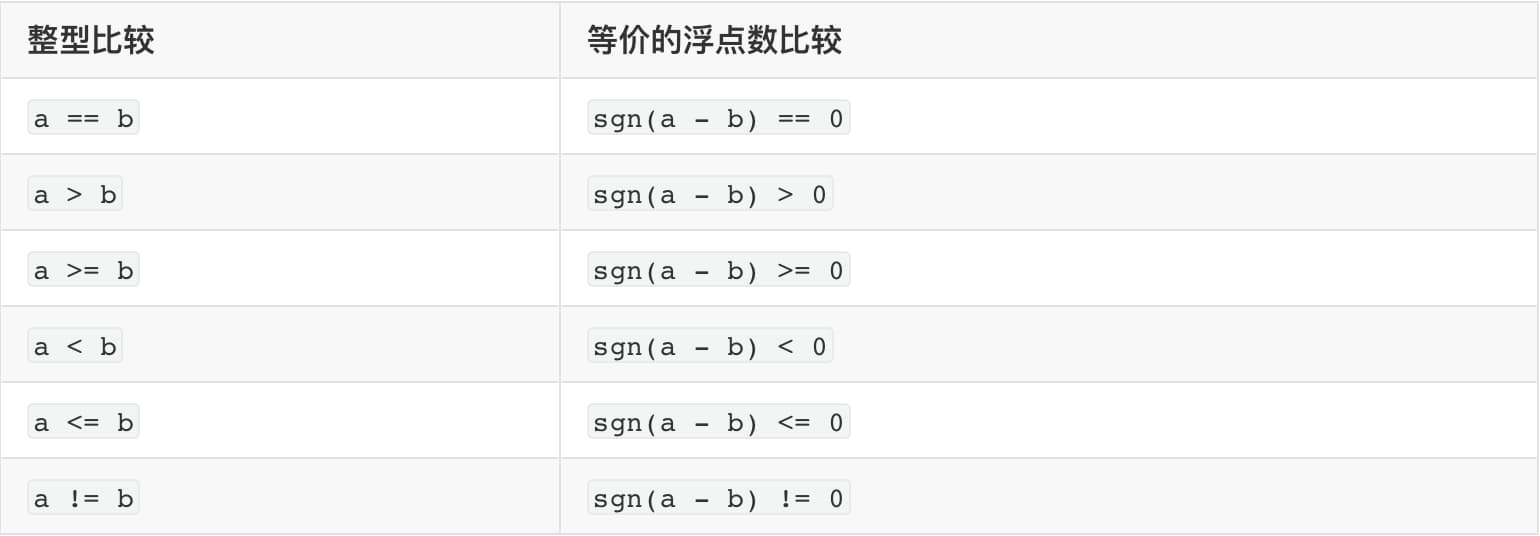 整型比较 等价的浮点数比较
a == b sgn(a - b) == 0
a > b sgn(a - b) > 0
a >= b sgn(a - b) >= 0
a < b sgn(a - b) < 0
a <= b sgn(a - b) <= 0
a != b sgn(a - b) != 0